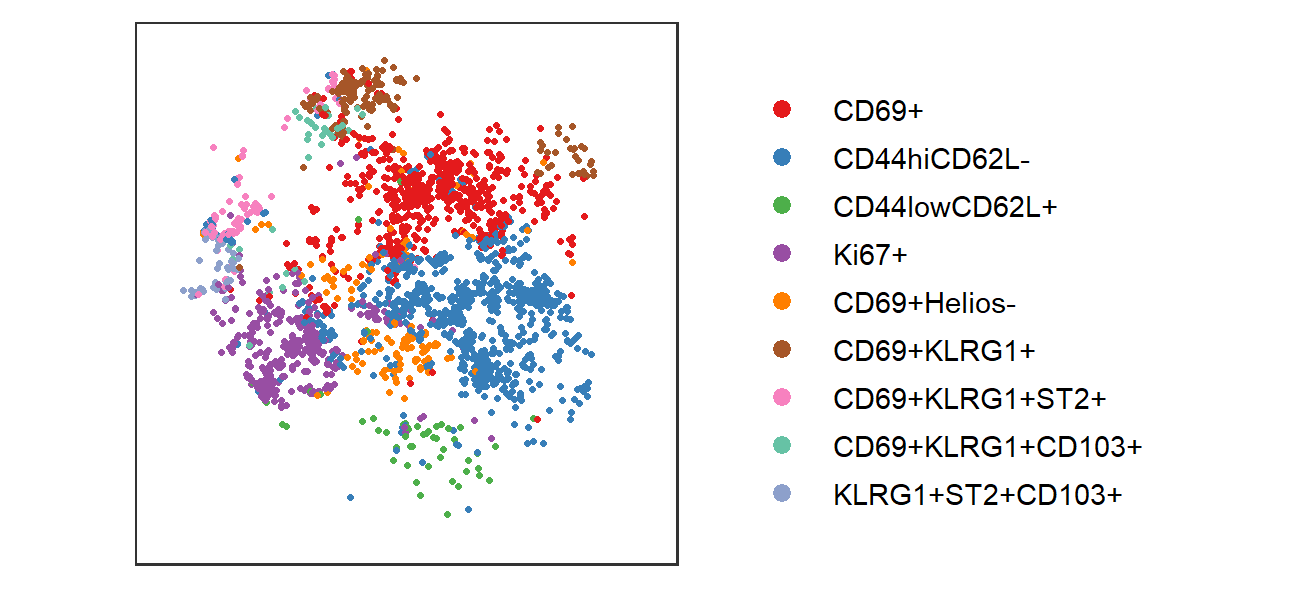 CD69+
CD44hiCD62L-
CD44lowCD62L+
Ki67+
CD69+Helios-
CD69+KLRG1+
CD69+KLRG1+ST2+
CD69+KLRG1+CD103+
KLRG1+ST2+CD103+